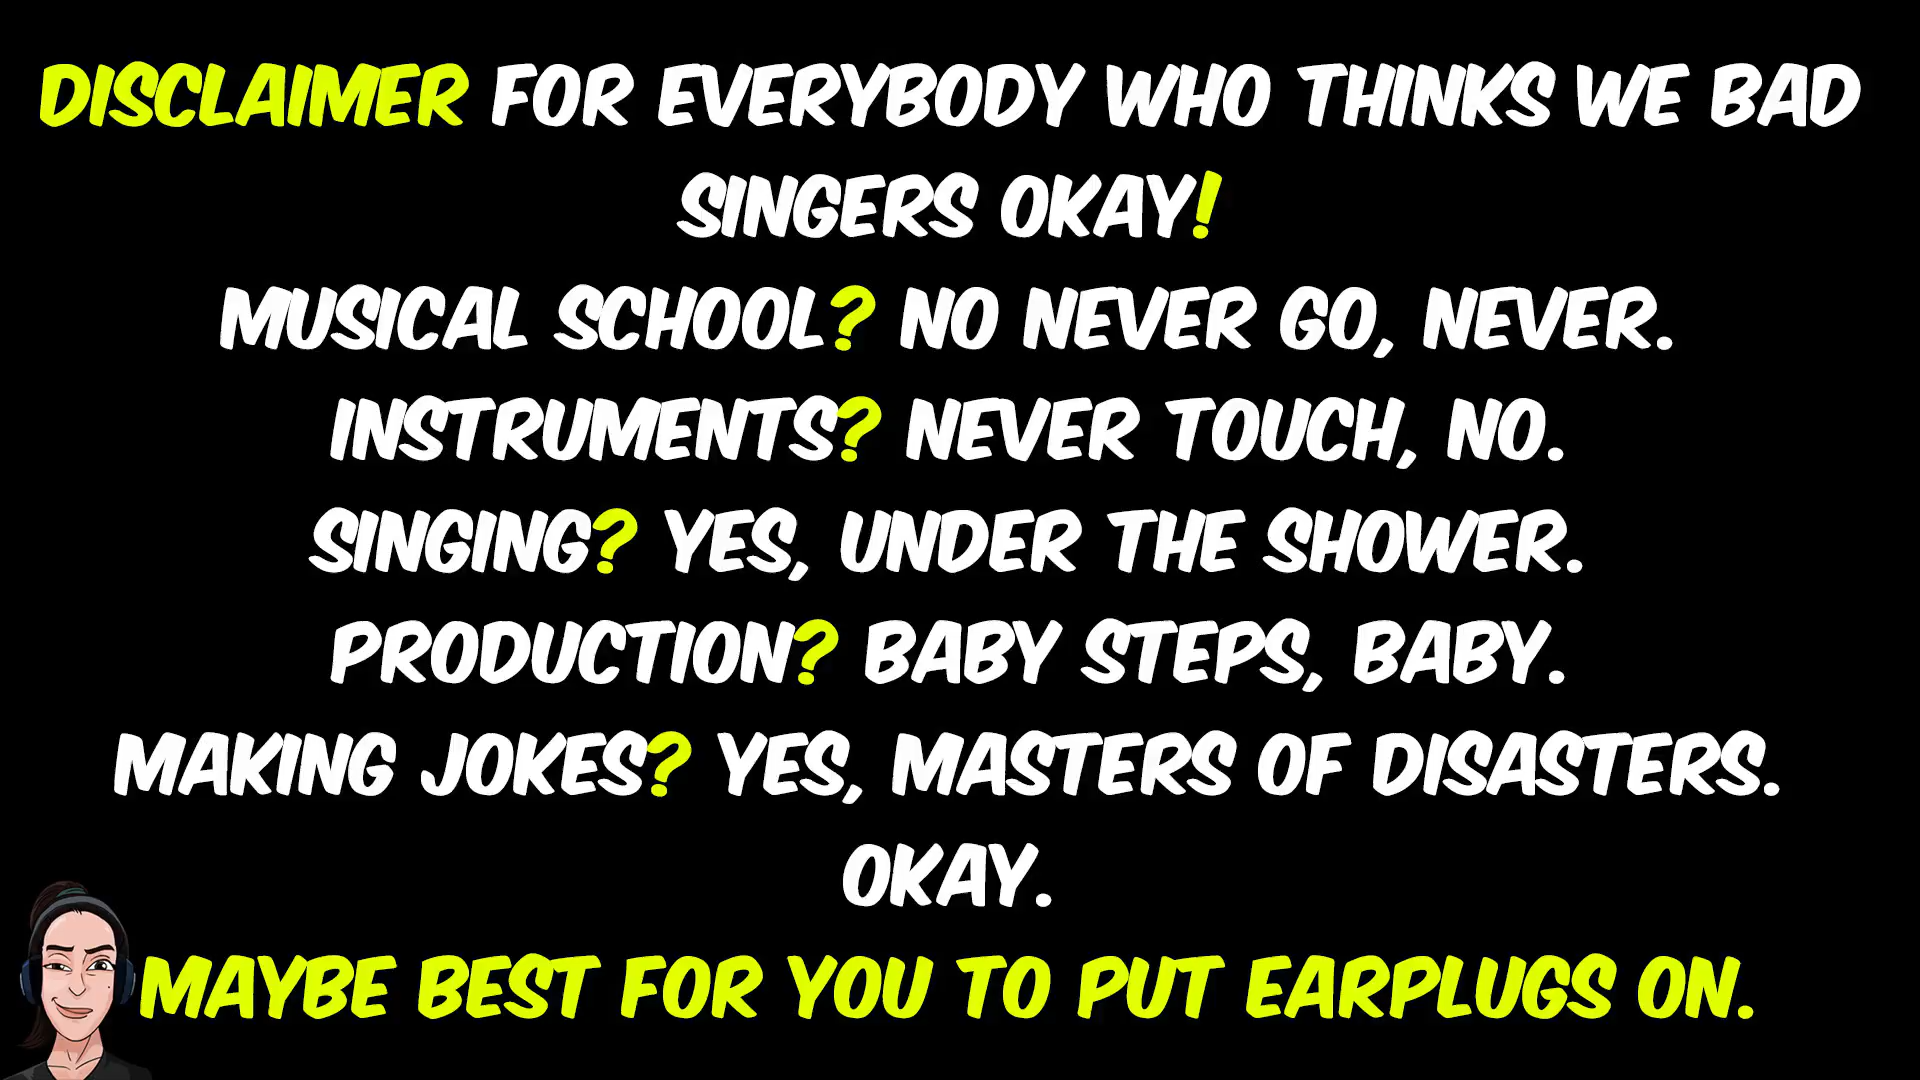 DISCLAIMER FOR EVERYBODY WHO THINKS WE BAD
SINGERS OKAY!
MUSICAL SCHOOL? NO NEVER GO, NEVER.
INSTRUMENTS? NEVER TOUCH, NO.
SINGING? YES, UNDER THE SHOWER.
PRODUCTION? BABY STEPS, BABY.
MAKING JOKES? YES, MASTERS OF DISASTERS.
OKAY.
MAYBE BEST FOR YOU TO PUT EARPLUGS ON.